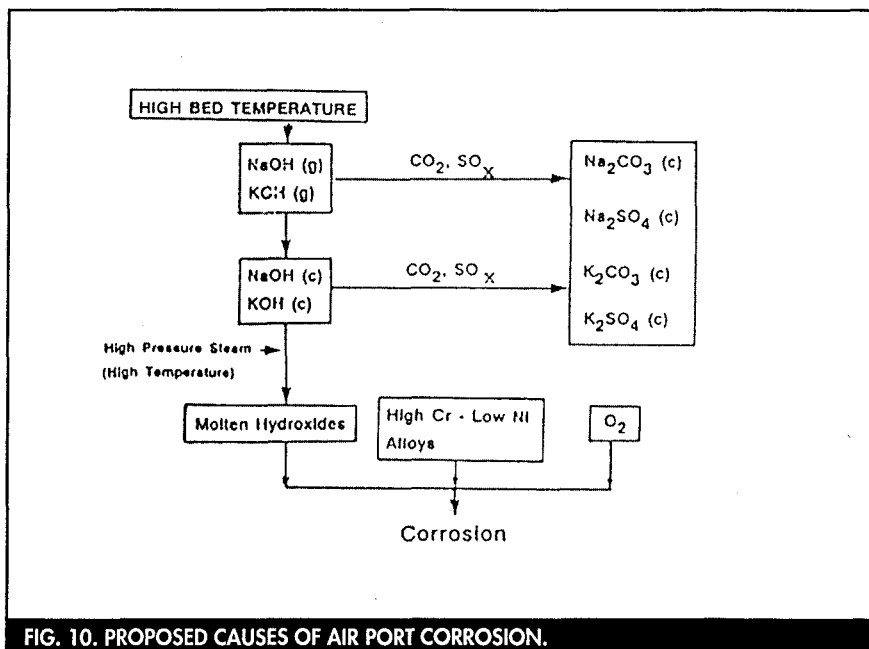 HIGH BED TEMPERATURE
NaOH (g)
KOH (g)
CO₂, SOₓ
Na₂CO₃ (c)
Na₂SO₄ (c)
K₂CO₃ (c)
K₂SO₄ (c)
NaOH (c)
KOH (c)
CO₂, SOₓ
High Pressure Steam
(High Temperature)
Molten Hydroxides
High Cr - Low Ni
Alloys
O₂
Corrosion
FIG. 10. PROPOSED CAUSES OF AIR PORT CORROSION.